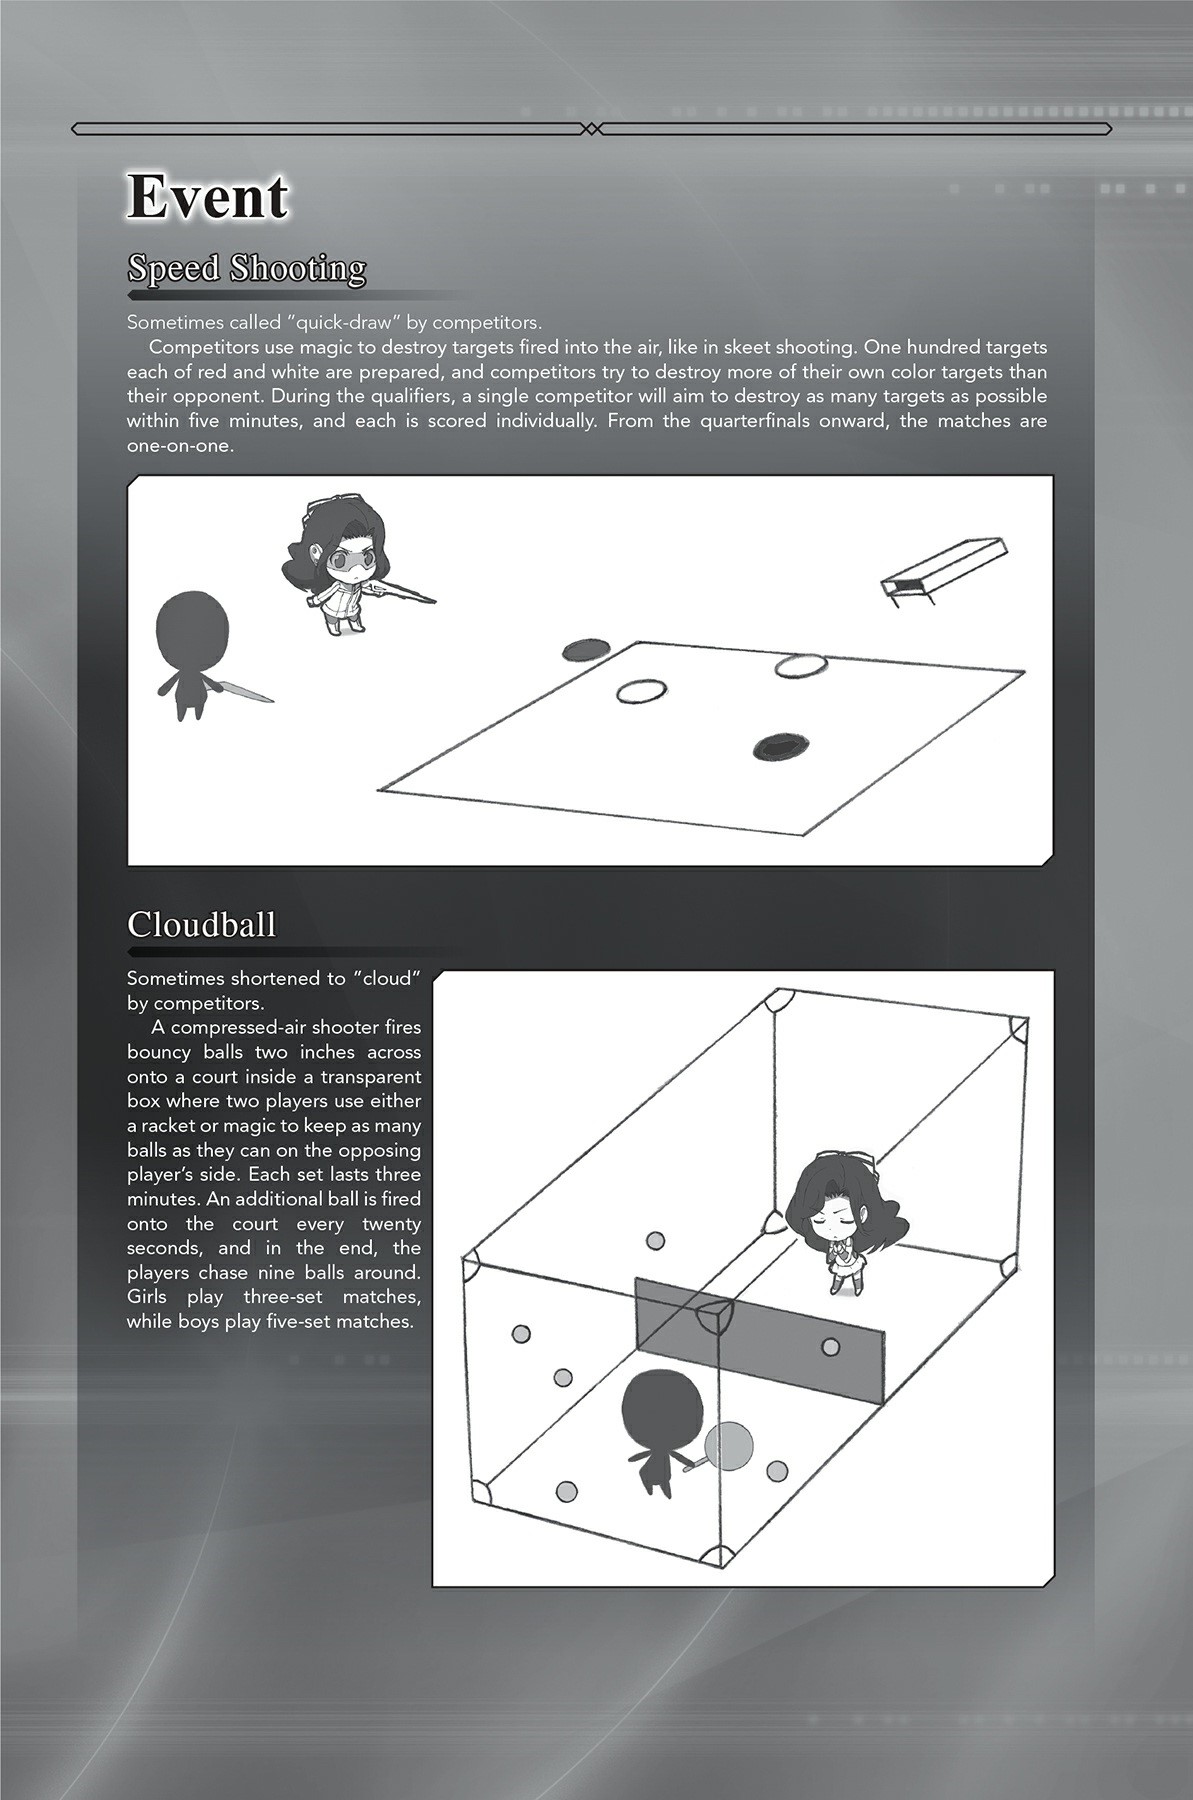 Event
Speed Shooting
Sometimes called “quick-draw” by competitors.
Competitors use magic to destroy targets fired into the air, like in skeet shooting. One hundred targets
each of red and white are prepared, and competitors try to destroy more of their own color targets than
their opponent. During the qualifiers, a single competitor will aim to destroy as many targets as possible
within five minutes, and each is scored individually. From the quarterfinals onward, the matches are
one-on-one.
Cloudball
Sometimes shortened to “cloud”
by competitors.
A compressed-air shooter fires
bouncy balls two inches across
onto a court inside a transparent
box where two players use either
a racket or magic to keep as many
balls as they can on the opposing
player’s side. Each set lasts three
minutes. An additional ball is fired
onto the court every twenty
seconds, and in the end, the
players chase nine balls around.
Girls play three-set matches,
while boys play five-set matches.